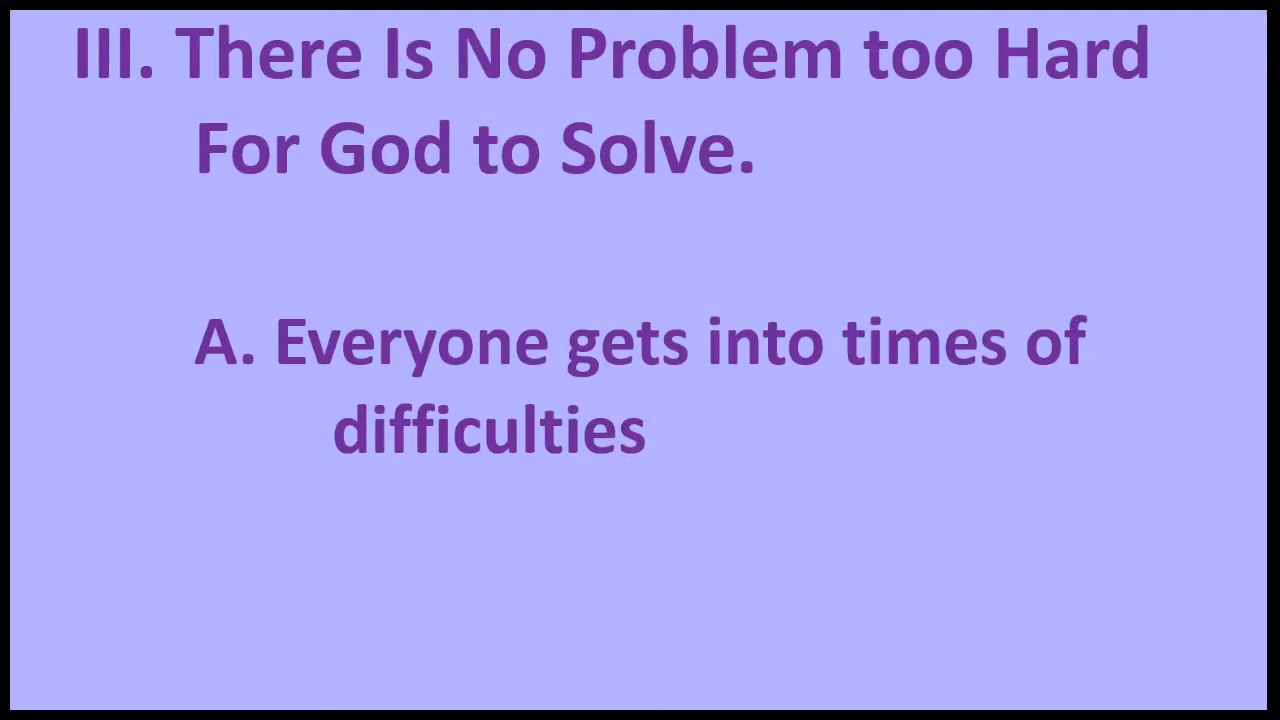 III. There Is No Problem too Hard
For God to Solve.
A. Everyone gets into times of
difficulties